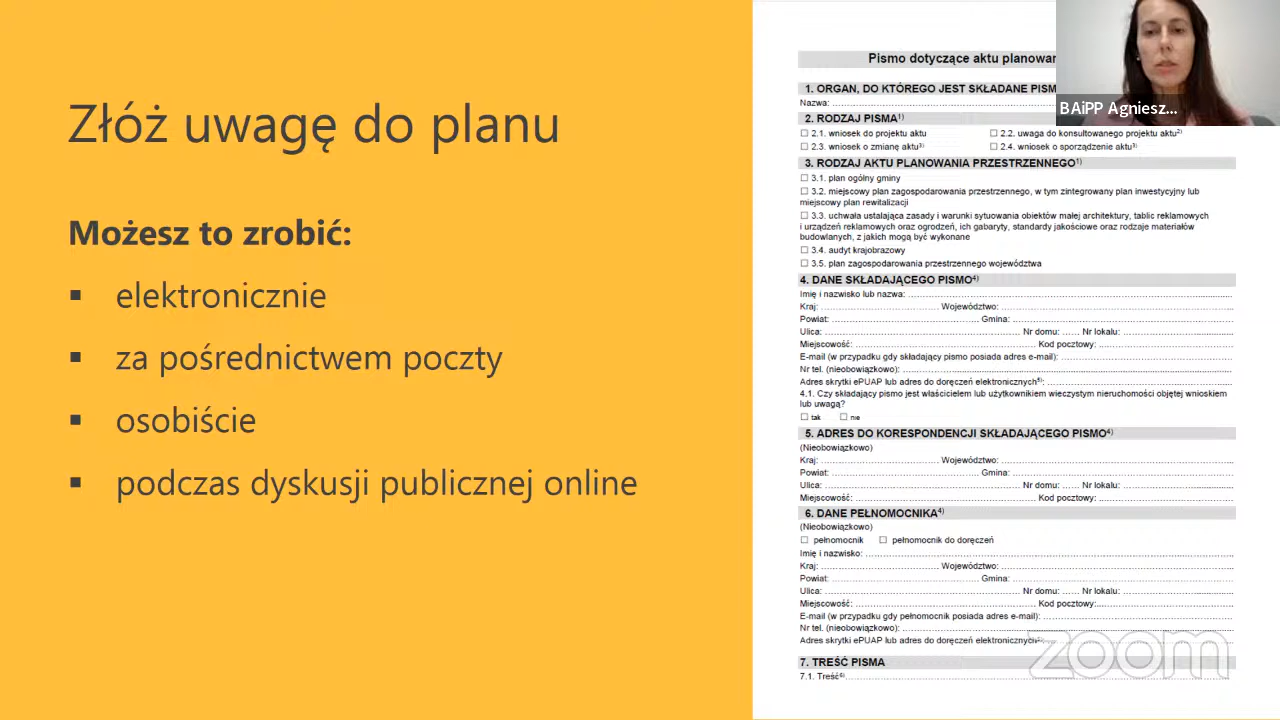 Złóż uwagę do planu
Możesz to zrobić:
▪ elektronicznie
▪ za pośrednictwem poczty
▪ osobiście
▪ podczas dyskusji publicznej online
Pismo dotyczące aktu
BAiPP Agniesz...
1. ORGAN, DO KTÓREGO JEST SKŁADANE
Nazwa: ........................
2. RODZAJ PISMA1)
☐ 2.1. wniosek do projektu aktu ☐ 2.2. uwaga do konsultowanego projektu aktu2)
☐ 2.3. wniosek o zmianę aktu3) ☐ 2.4. wniosek o sporządzenie aktu3)
3. RODZAJ AKTU PLANOWANIA PRZESTRZENNEGO1)
☐ 3.1. plan ogólny gminy
☐ 3.2. miejscowy plan zagospodarowania przestrzennego, w tym zintegrowany plan inwestycyjny lub
miejscowy plan rewitalizacji
☐ 3.3. uchwała ustalająca zasady i warunki sytuowania obiektów małej architektury, tablic reklamowych
i urządzeń reklamowych oraz ogrodzeń, ich gabaryty, standardy jakościowe oraz rodzaje materiałów
budowlanych, z jakich mogą być wykonane
☐ 3.4. audyt krajobrazowy
☐ 3.5. plan zagospodarowania przestrzennego województwa
4. DANE SKŁADAJĄCEGO PISMO4)
Imię i nazwisko lub nazwa: ........................
Kraj: ............ Województwo: ........................
Powiat: ............ Gmina: ........................
Ulica: ............ Nr domu: ...... Nr lokalu: ............
Miejscowość: ............ Kod pocztowy: ............
E-mail (w przypadku gdy składający pismo posiada adres e-mail): ............
Nr tel. (nieobowiązkowo): ........................
Adres skrytki ePUAP lub adres do doręczeń elektronicznych5): ............
4.1. Czy składający pismo jest właścicielem lub użytkownikiem wieczystym nieruchomości objętej wnioskiem
lub uwagą?
☐ tak ☐ nie
5. ADRES DO KORESPONDENCJI SKŁADAJĄCEGO PISMO4)
(Nieobowiązkowo)
Kraj: ............ Województwo: ........................
Powiat: ............ Gmina: ........................
Ulica: ............ Nr domu: ...... Nr lokalu: ............
Miejscowość: ............ Kod pocztowy: ............
6. DANE PEŁNOMOCNIKA4)
(Nieobowiązkowo)
☐ pełnomocnik ☐ pełnomocnik do doręczeń
Imię i nazwisko: ........................
Kraj: ............ Województwo: ........................
Powiat: ............ Gmina: ........................
Ulica: ............ Nr domu: ...... Nr lokalu: ............
Miejscowość: ............ Kod pocztowy: ............
E-mail (w przypadku gdy pełnomocnik posiada adres e-mail): ............
Nr tel. (nieobowiązkowo): ........................
Adres skrytki ePUAP lub adres do doręczeń elektronicznych
zoom
7. TREŚĆ PISMA
7.1. Treść6) ........................